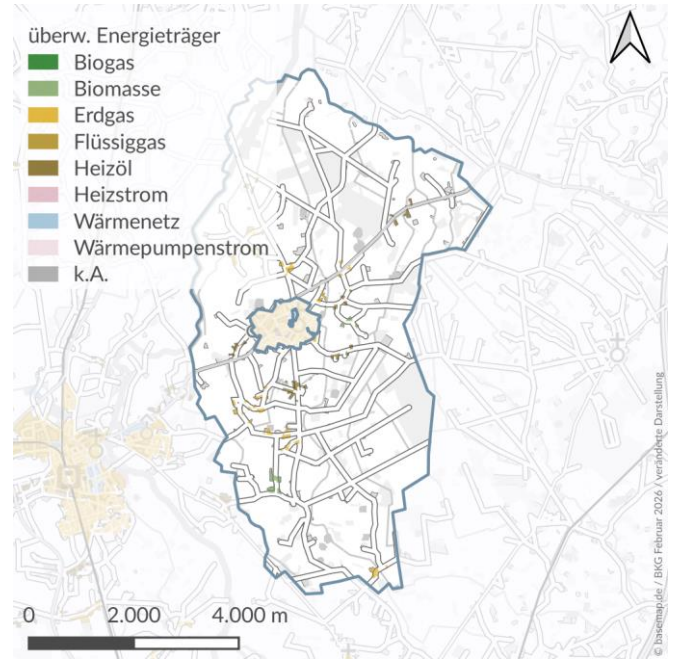 überw. Energieträger
Biogas
Biomasse
Erdgas
Flüssiggas
Heizöl
Heizstrom
Wärmenetz
Wärmepumpenstrom
k.A.
0 2.000 4.000 m
© basemap.de / BKG Februar 2026 / veränderte Darstellung